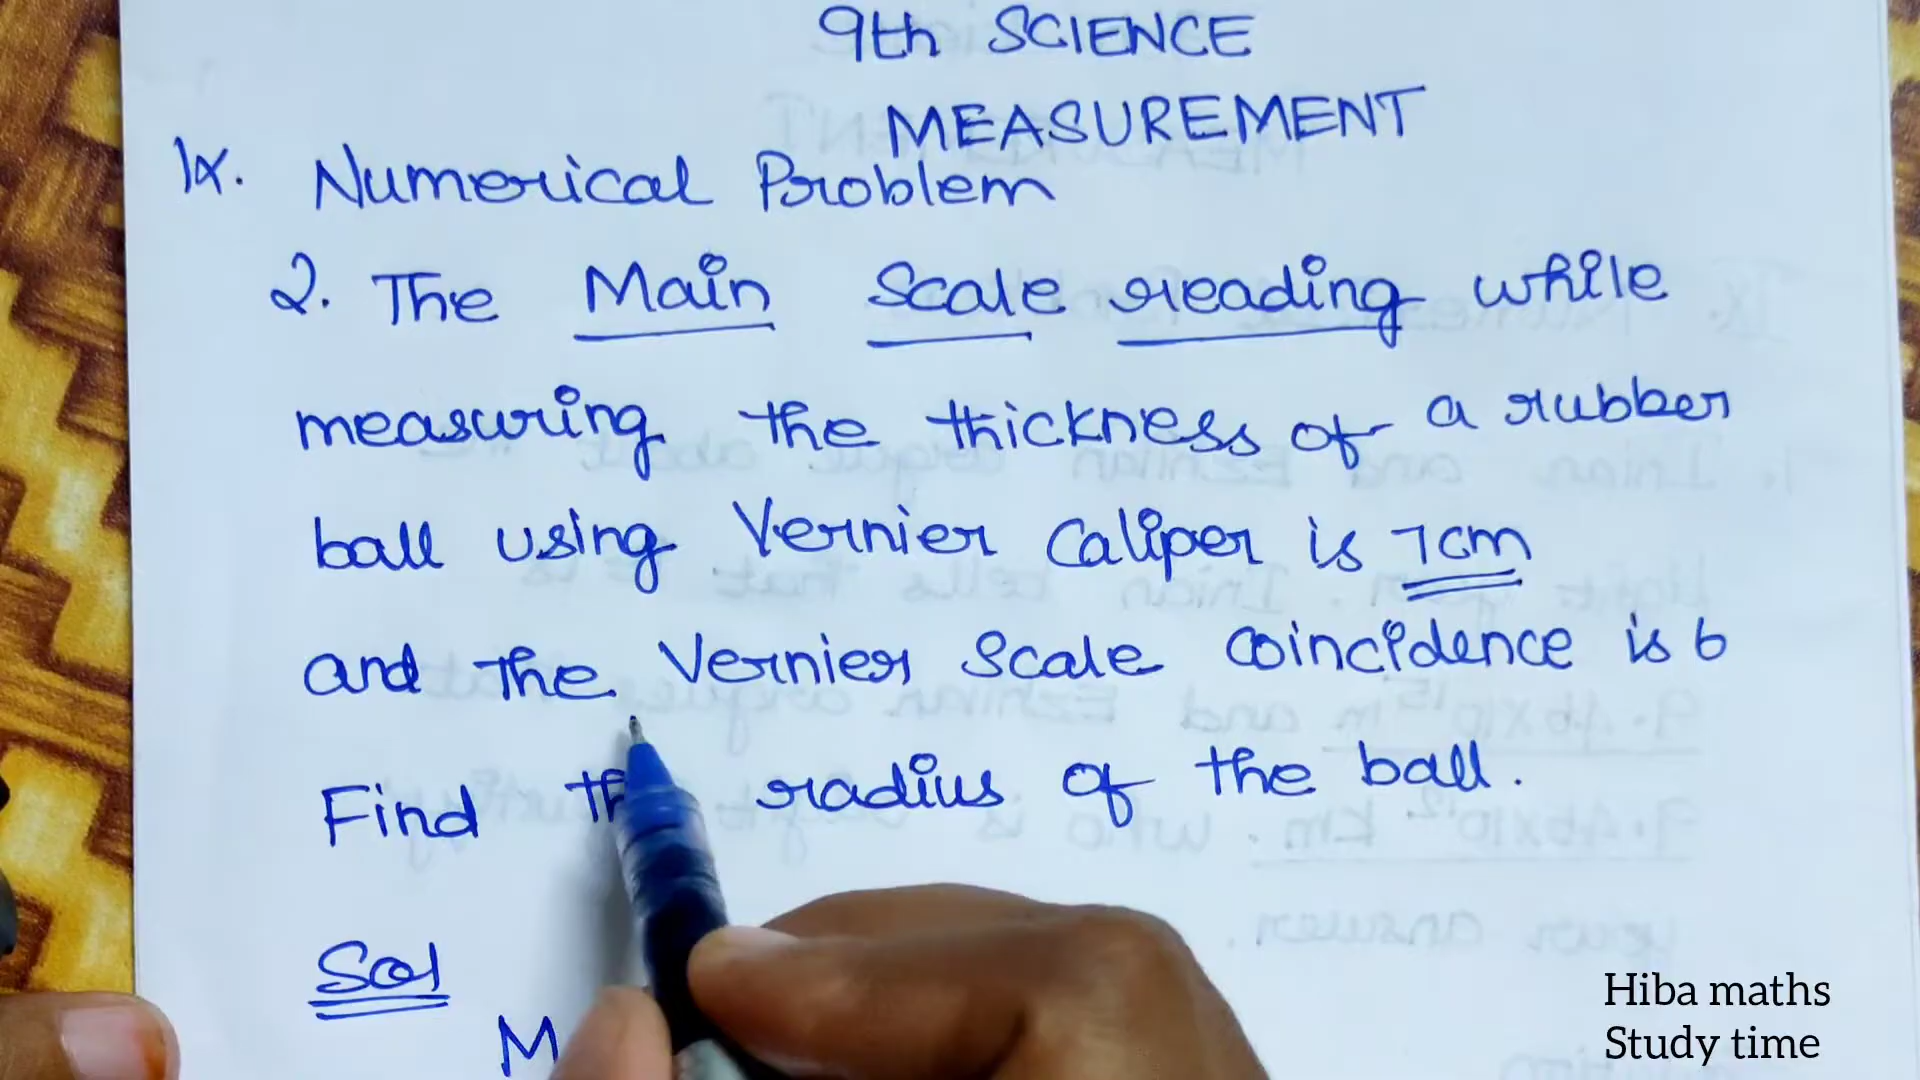 9th SCIENCE
MEASUREMENT
IX. Numerical Problem
2. The Main Scale reading while
measuring the thickness of a rubber
ball using Vernier Caliper is 7cm
and the Vernier Scale coincidence is 6
Find the radius of the ball.
Sol
M
Hiba maths
Study time